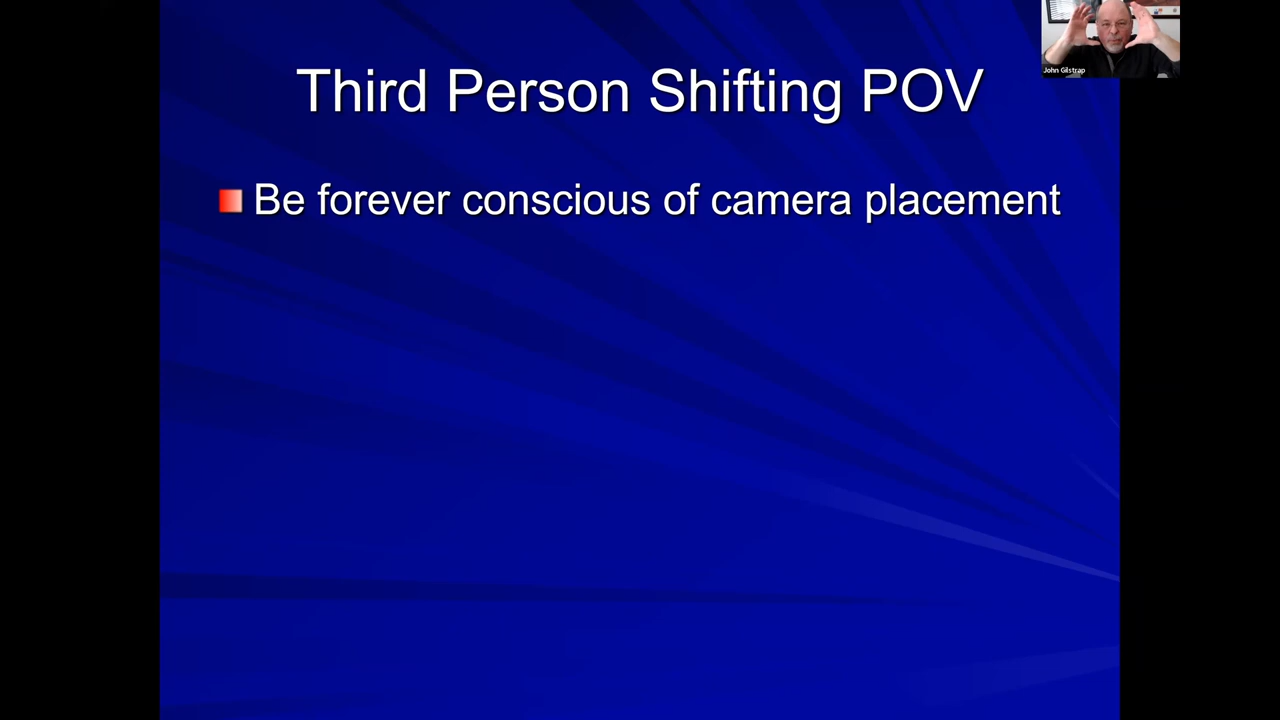 John Gilstrap
Third Person Shifting POV
Be forever conscious of camera placement